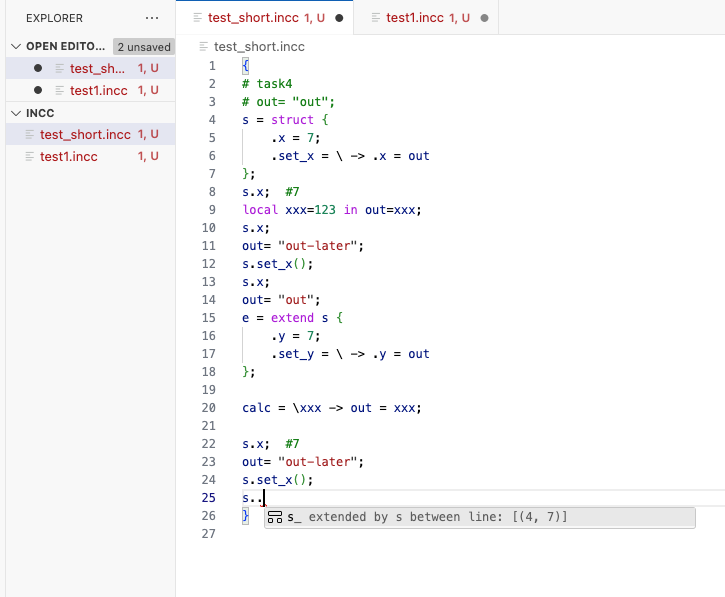 EXPLORER ...
OPEN EDITO... 2 unsaved
test_sh... 1, U
test1.incc 1, U
INCC
test_short.incc 1, U
test1.incc 1, U
test_short.incc 1, U
test1.incc 1, U
test_short.incc
1 {
2 # task4
3 # out= "out";
4 s = struct {
5 .x = 7;
6 .set_x = \ -> .x = out
7 };
8 s.x;  #7
9 local xxx=123 in out=xxx;
10 s.x;
11 out= "out-later";
12 s.set_x();
13 s.x;
14 out= "out";
15 e = extend s {
16 .y = 7;
17 .set_y = \ -> .y = out
18 };
19
20 calc = \xxx -> out = xxx;
21
22 s.x;  #7
23 out= "out-later";
24 s.set_x();
25 s..
26 }
s_ extended by s between line: [(4, 7)]
27